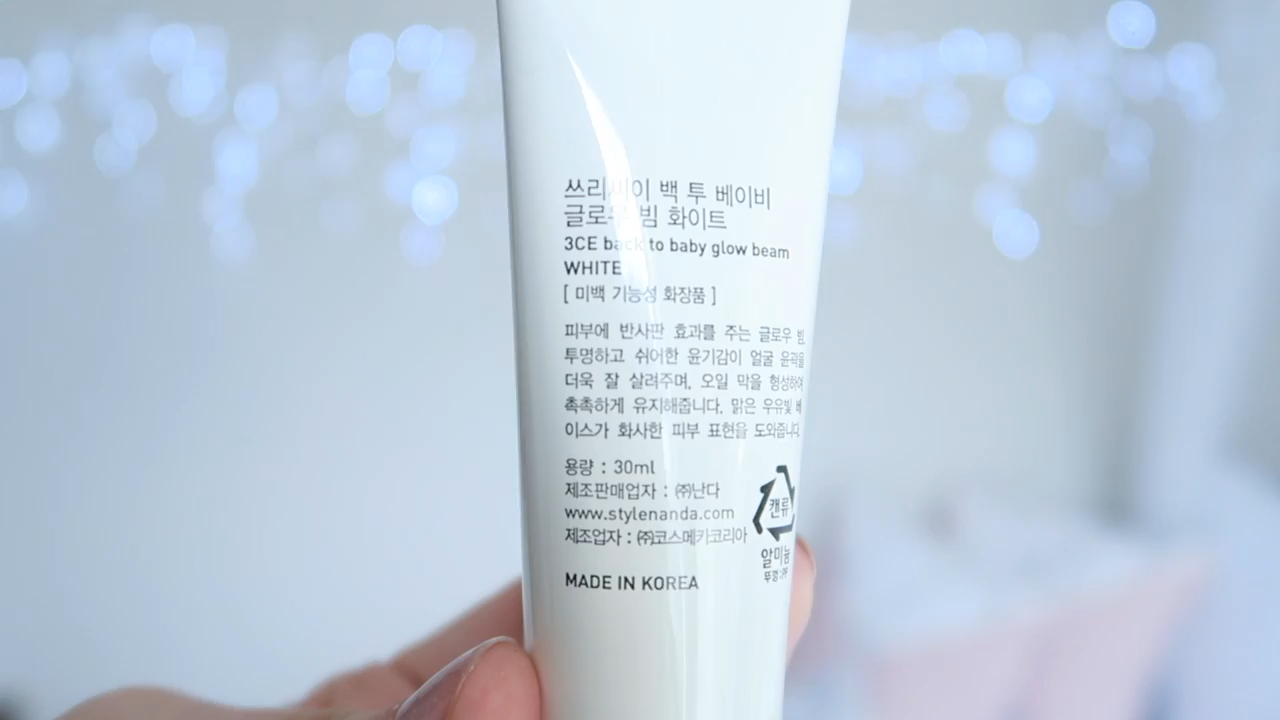 쓰리씨이 백 투 베이비
글로우 빔 화이트
3CE back to baby glow beam
WHITE
[ 미백 기능성 화장품 ]
피부에 반사판 효과를 주는 글로우 빔.
투명하고 쉬어한 윤기감이 얼굴 윤곽을
더욱 잘 살려주며, 오일 막을 형성하여
촉촉하게 유지해줍니다. 맑은 우유빛 베
이스가 화사한 피부 표현을 도와줍니다.
용량 : 30ml
제조판매업자 : ㈜난다
www.stylenanda.com
제조업자 : ㈜코스메카코리아
MADE IN KOREA
캔류
알미늄
뚜껑:PP